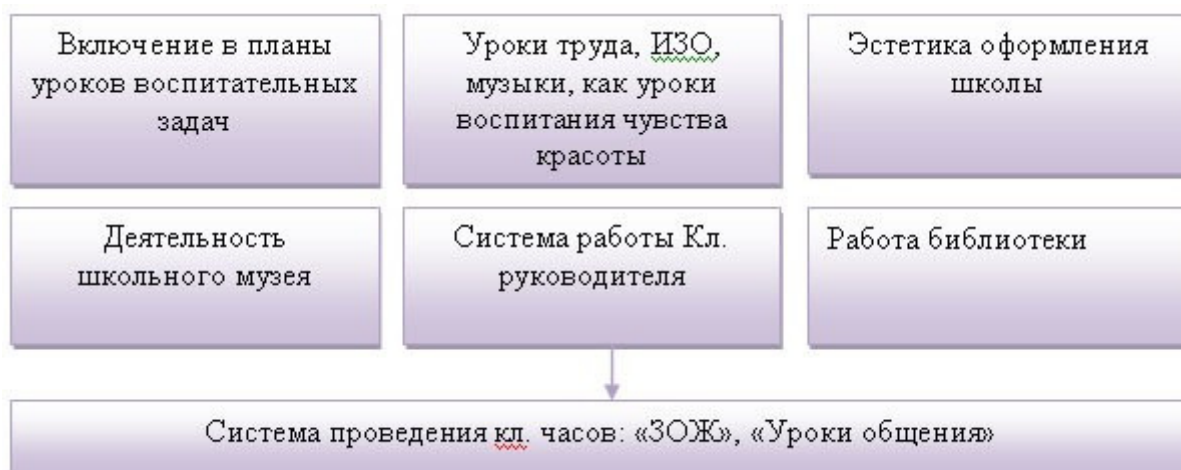 Включение в планы
уроков воспитательных
задач
Уроки труда, ИЗО,
музыки, как уроки
воспитания чувства
красоты
Эстетика оформления
школы
Деятельность
школьного музея
Система работы Кл.
руководителя
Работа библиотеки
Система проведения кл. часов: «ЗОЖ», «Уроки общения»